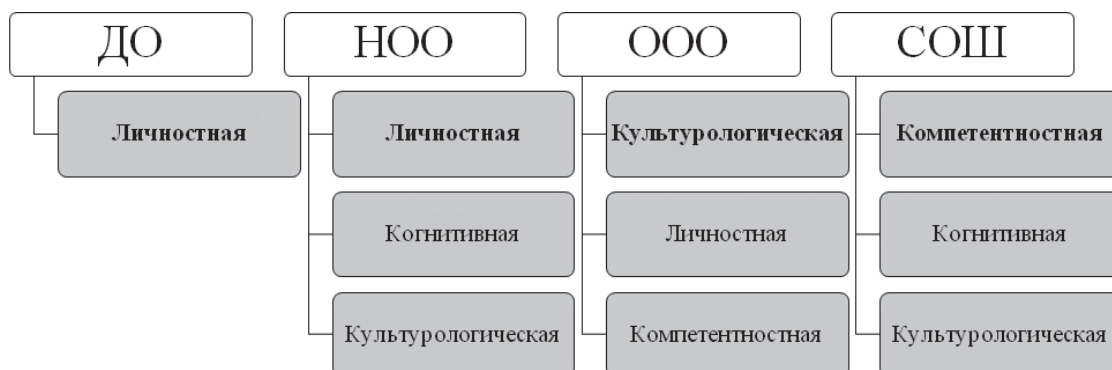 ДО
НОО
ООО
СОШ
Личностная
Личностная
Культурологическая
Компетентностная
Когнитивная
Личностная
Когнитивная
Культурологическая
Компетентностная
Культурологическая